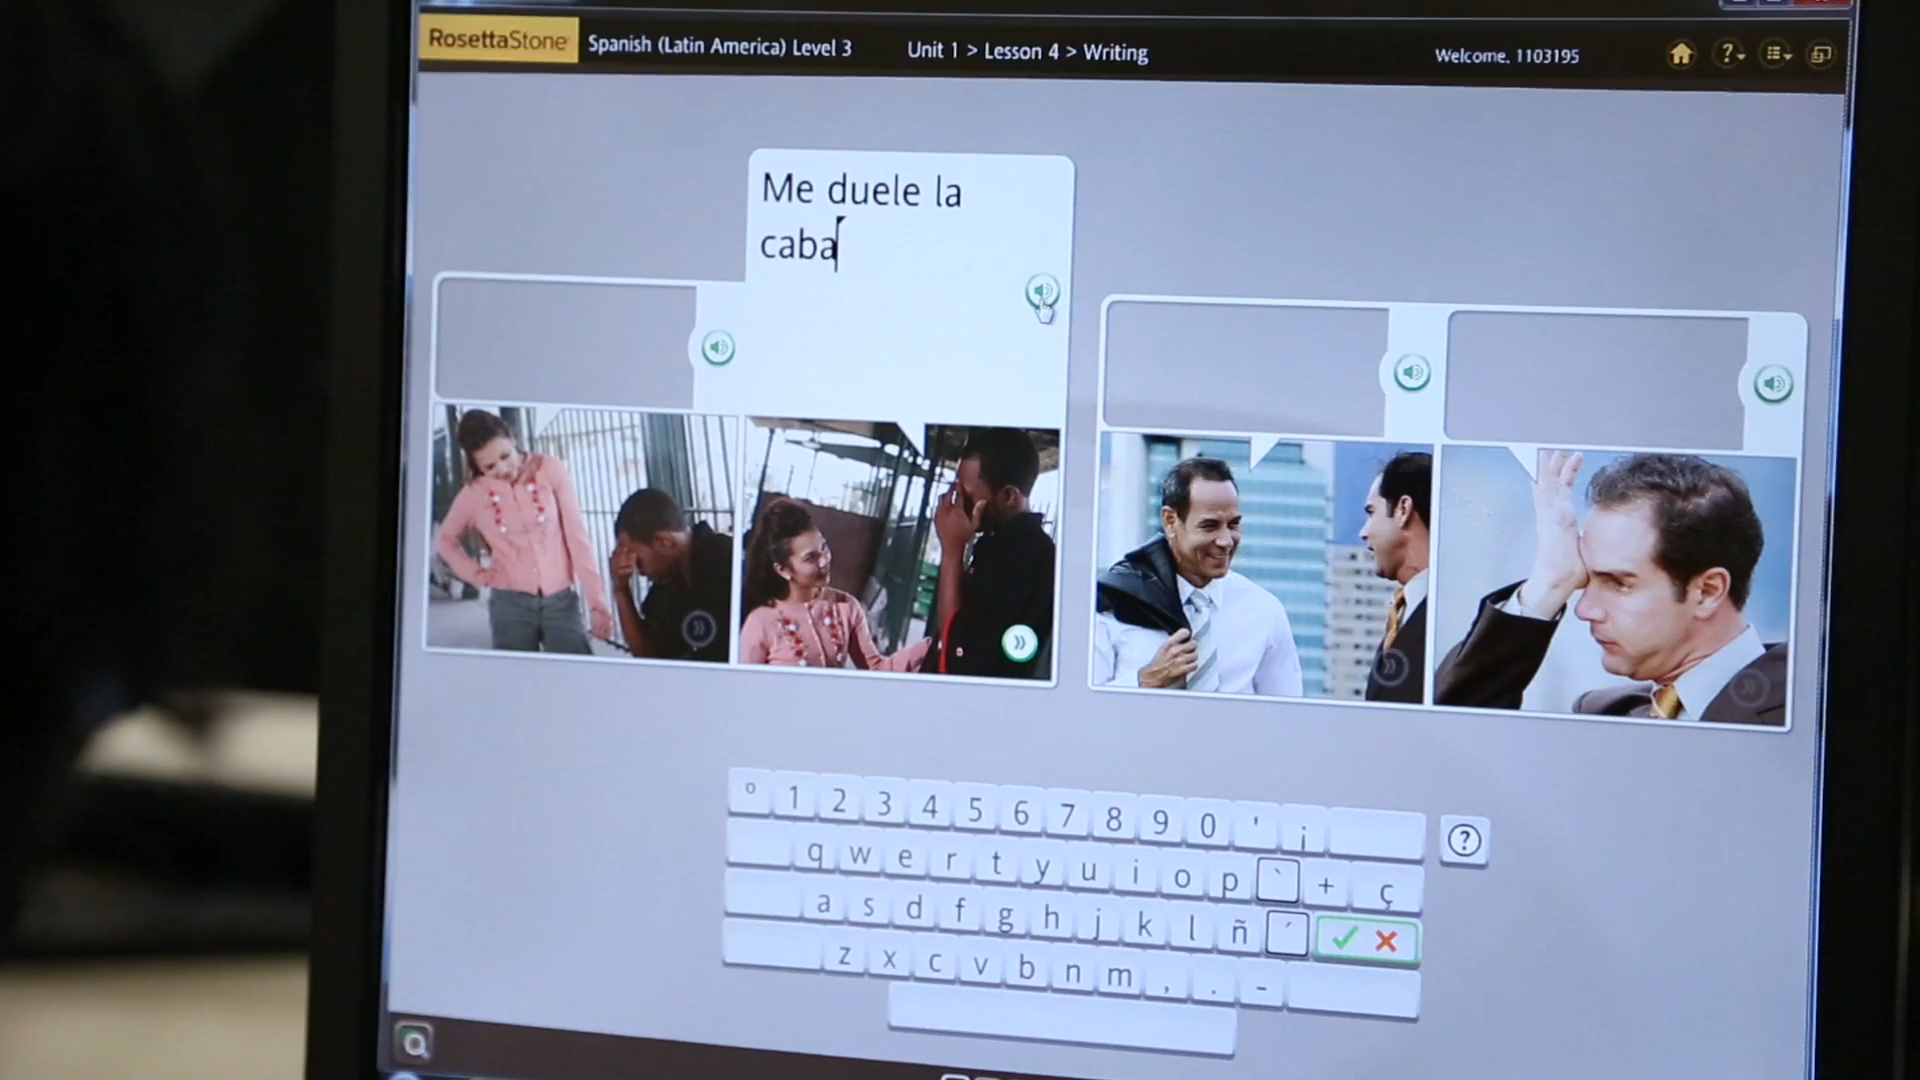 RosettaStone
Spanish (Latin America) Level 3
Unit 1 > Lesson 4 > Writing
Welcome, 1103195
Me duele la
caba
º 1 2 3 4 5 6 7 8 9 0 ' ¡
q w e r t y u i o p ` + ç
a s d f g h j k l ñ ´
z x c v b n m , . -
?